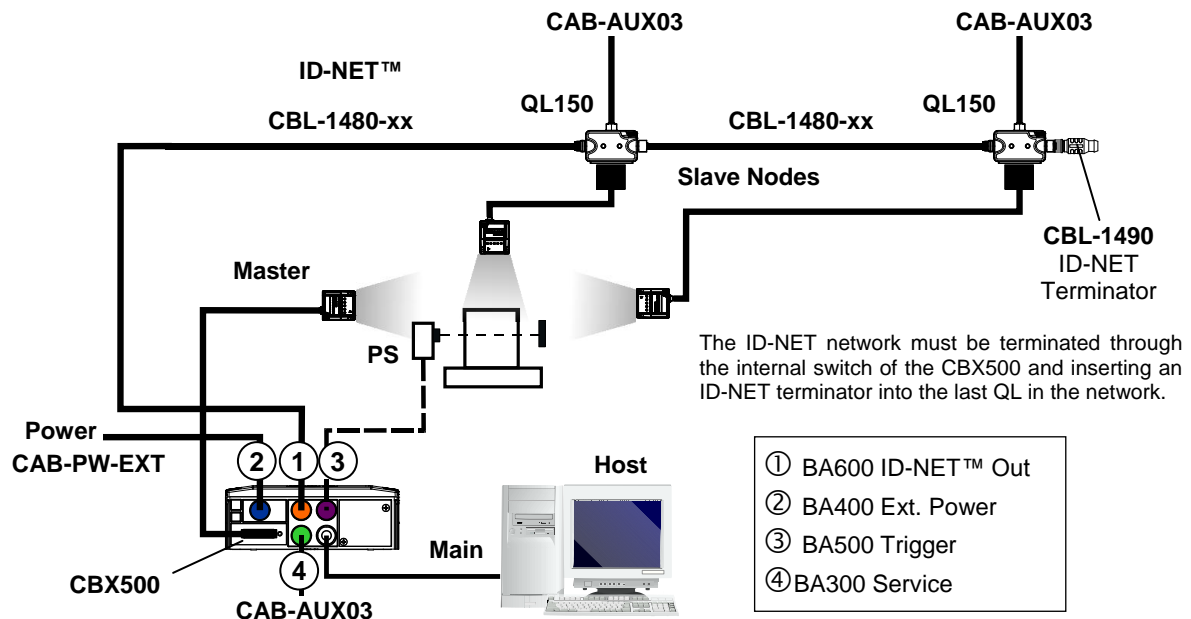 CAB-AUX03
CAB-AUX03
ID-NET™
QL150
QL150
CBL-1480-xx
CBL-1480-xx
Slave Nodes
CBL-1490
ID-NET
Terminator
Master
PS
The ID-NET network must be terminated through
the internal switch of the CBX500 and inserting an
ID-NET terminator into the last QL in the network.
Power
CAB-PW-EXT
2
1
3
Host
① BA600 ID-NET™ Out
② BA400 Ext. Power
③ BA500 Trigger
④ BA300 Service
Main
CBX500
4
CAB-AUX03